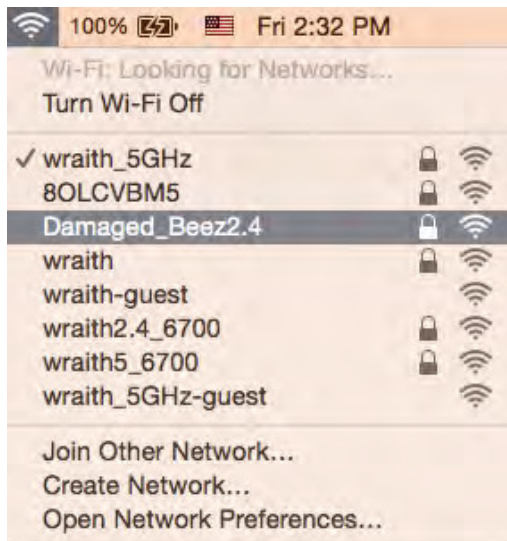 100% Fri 2:32 PM
Wi-Fi: Looking for Networks...
Turn Wi-Fi Off
wraith_5GHz
8OLCVBM5
Damaged_Beez2.4
wraith
wraith-guest
wraith2.4_6700
wraith5_6700
wraith_5GHz-guest
Join Other Network...
Create Network...
Open Network Preferences...